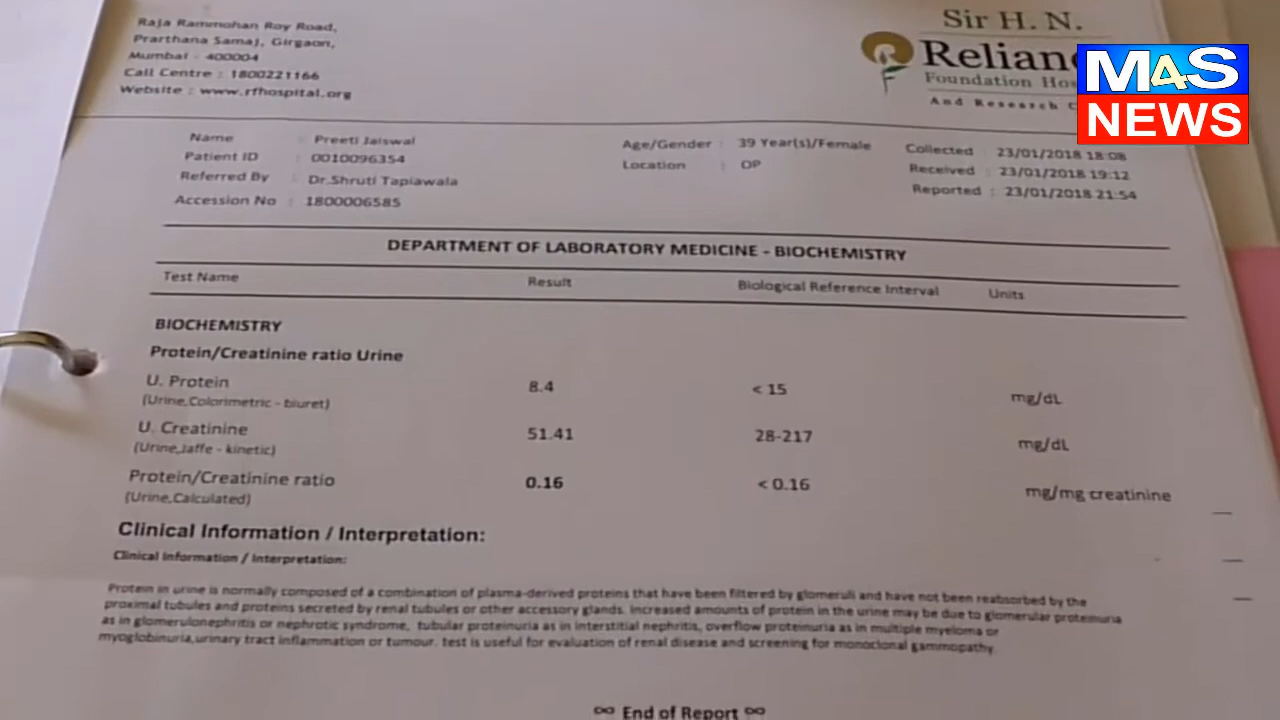 Raja Rammohan Roy Road,
Prarthana Samaj, Girgaon,
Mumbai - 400004
Call Centre : 1800221166
Website : www.rfhospital.org
Sir H. N.
Relianc
Foundation Hos
And Research C
M4S
NEWS
Name : Preeti Jaiswal
Patient ID : 0010096354
Referred By : Dr.Shruti Tapiawala
Accession No : 1800006585
Age/Gender : 39 Year(s)/Female
Location : OP
Collected : 23/01/2018 18:08
Received : 23/01/2018 19:12
Reported : 23/01/2018 21:54
DEPARTMENT OF LABORATORY MEDICINE - BIOCHEMISTRY
Test Name Result Biological Reference Interval Units
BIOCHEMISTRY
Protein/Creatinine ratio Urine
U. Protein 8.4 < 15 mg/dL
(Urine,Colorimetric - biuret)
U. Creatinine 51.41 28-217 mg/dL
(Urine,Jaffe - kinetic)
Protein/Creatinine ratio 0.16 < 0.16 mg/mg creatinine
(Urine,Calculated)
Clinical Information / Interpretation:
Clinical Information / Interpretation:
Protein in urine is normally composed of a combination of plasma-derived proteins that have been filtered by glomeruli and have not been reabsorbed by the
proximal tubules and proteins secreted by renal tubules or other accessory glands. Increased amounts of protein in the urine may be due to glomerular proteinuria
as in glomerulonephritis or nephrotic syndrome, tubular proteinuria as in interstitial nephritis, overflow proteinuria as in multiple myeloma or
myoglobinuria,urinary tract inflammation or tumour. test is useful for evaluation of renal disease and screening for monoclonal gammopathy.
∞ End of Report ∞